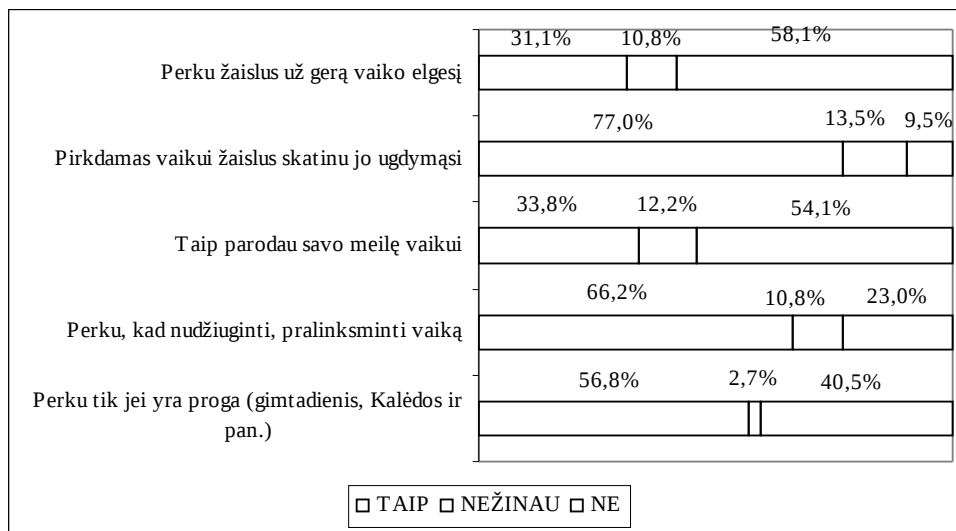 31,1% 10,8% 58,1%
Perku žaislus už gerą vaiko elgesį
77,0% 13,5% 9,5%
Pirkdamas vaikui žaislus skatinu jo ugdymąsi
33,8% 12,2% 54,1%
Taip parodau savo meilę vaikui
66,2% 10,8% 23,0%
Perku, kad nudžiuginti, pralinksminti vaiką
56,8% 2,7% 40,5%
Perku tik jei yra proga (gimtadienis, Kalėdos ir
pan.)
TAIP NEŽINAU NE